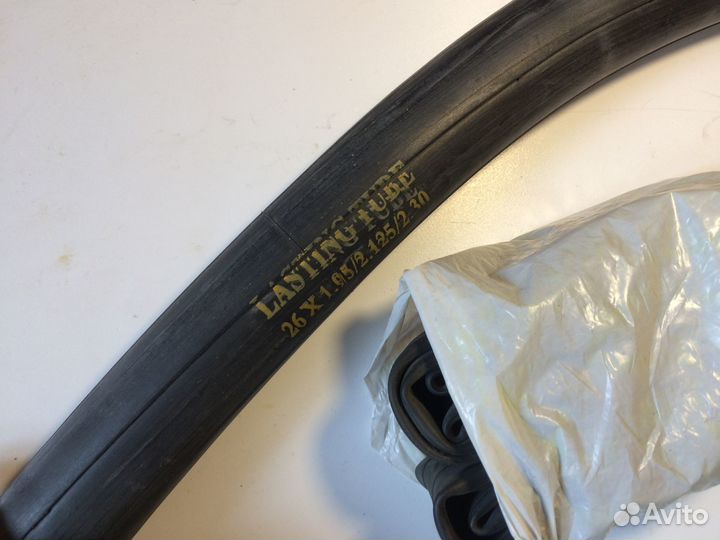 LASTING TUBE
26 X 1.95/2.125/2.30
Avito